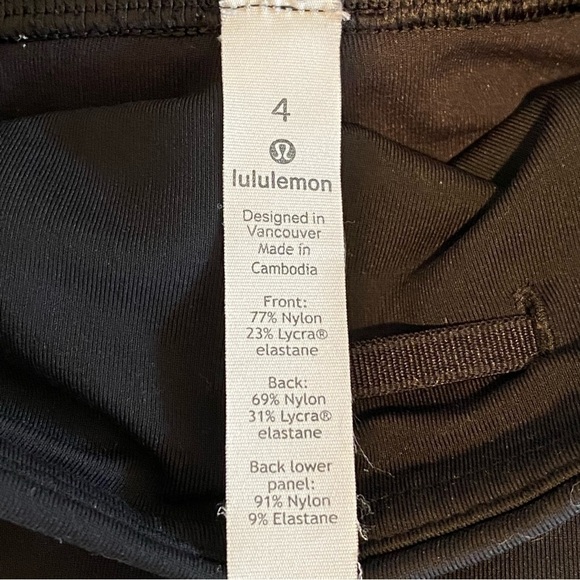 4
lululemon
Designed in
Vancouver
Made in
Cambodia
Front:
77% Nylon
23% Lycra®
elastane
Back:
69% Nylon
31% Lycra®
elastane
Back lower
panel:
91% Nylon
9% Elastane